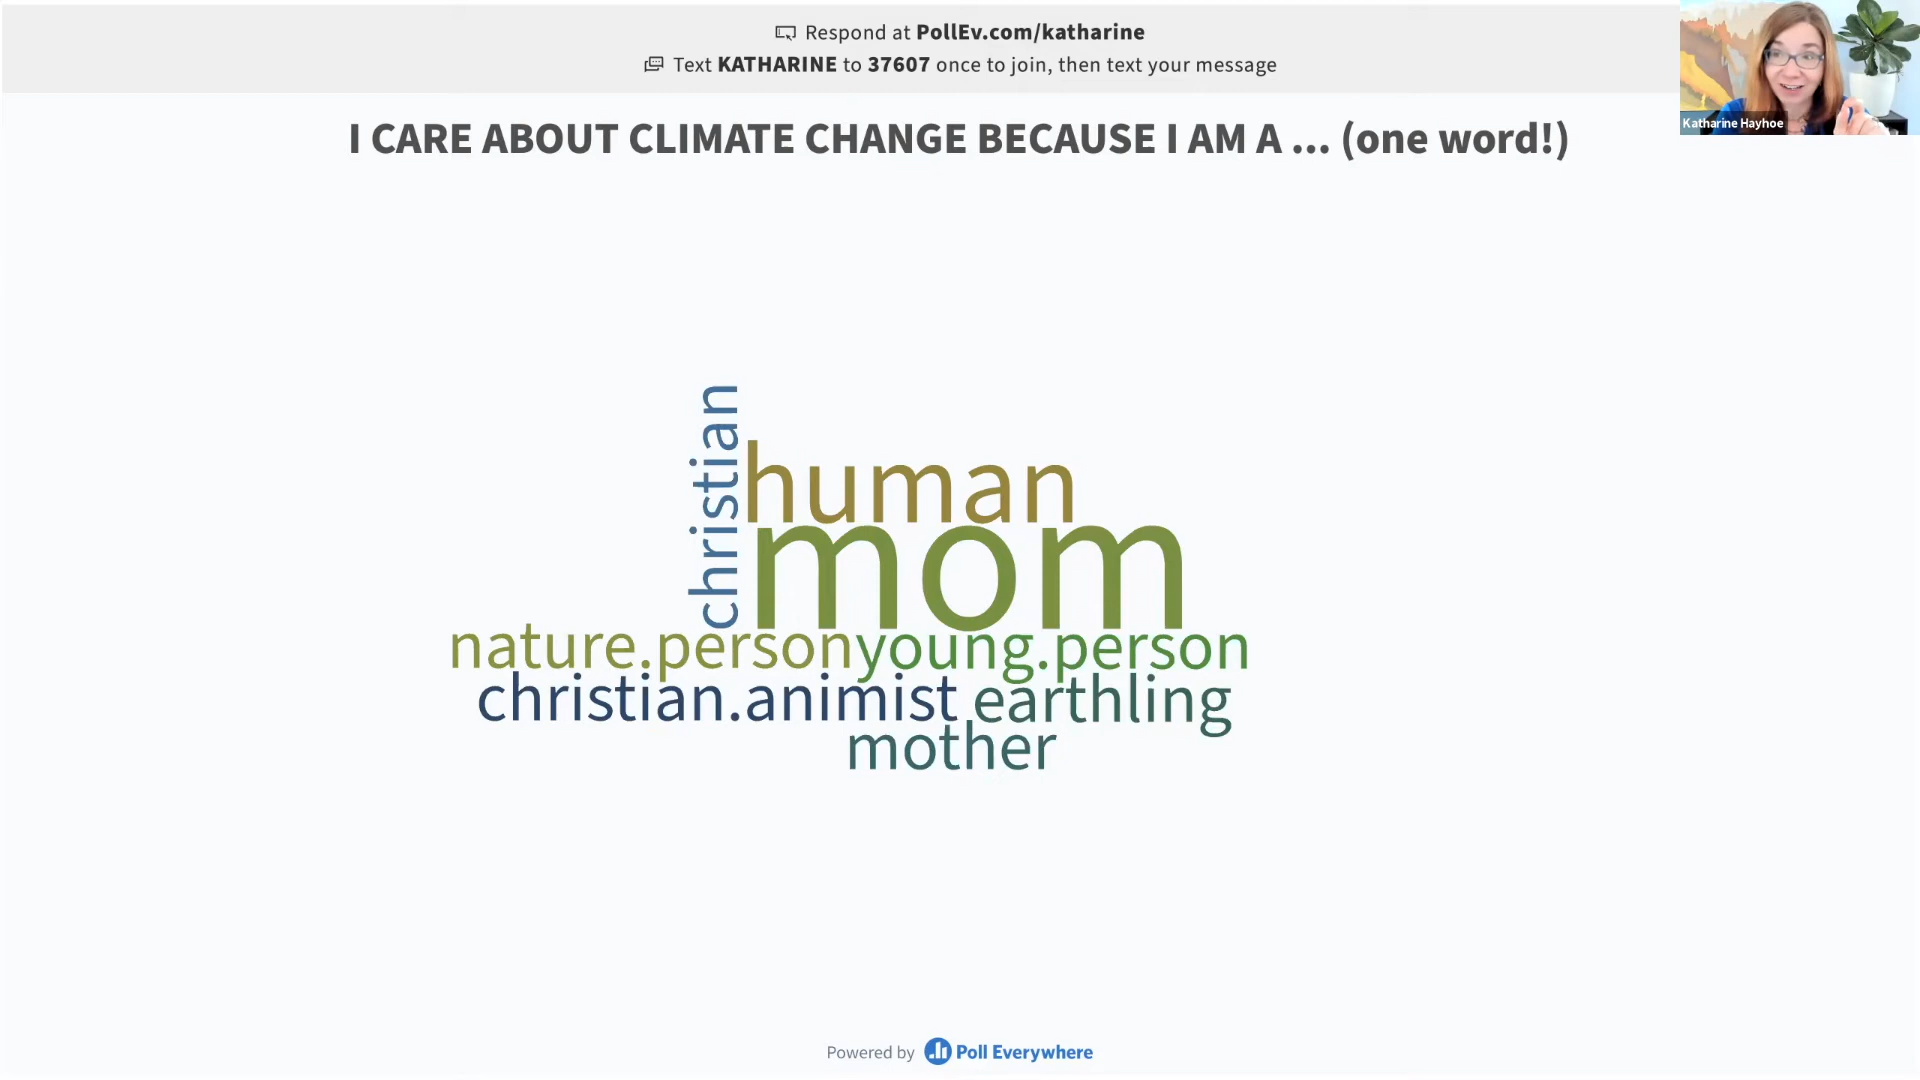 Respond at PollEv.com/katharine
Text KATHARINE to 37607 once to join, then text your message
Katharine Hayhoe
I CARE ABOUT CLIMATE CHANGE BECAUSE I AM A ... (one word!)
christian
human
mom
nature.person
young.person
christian.animist
earthling
mother
Powered by Poll Everywhere